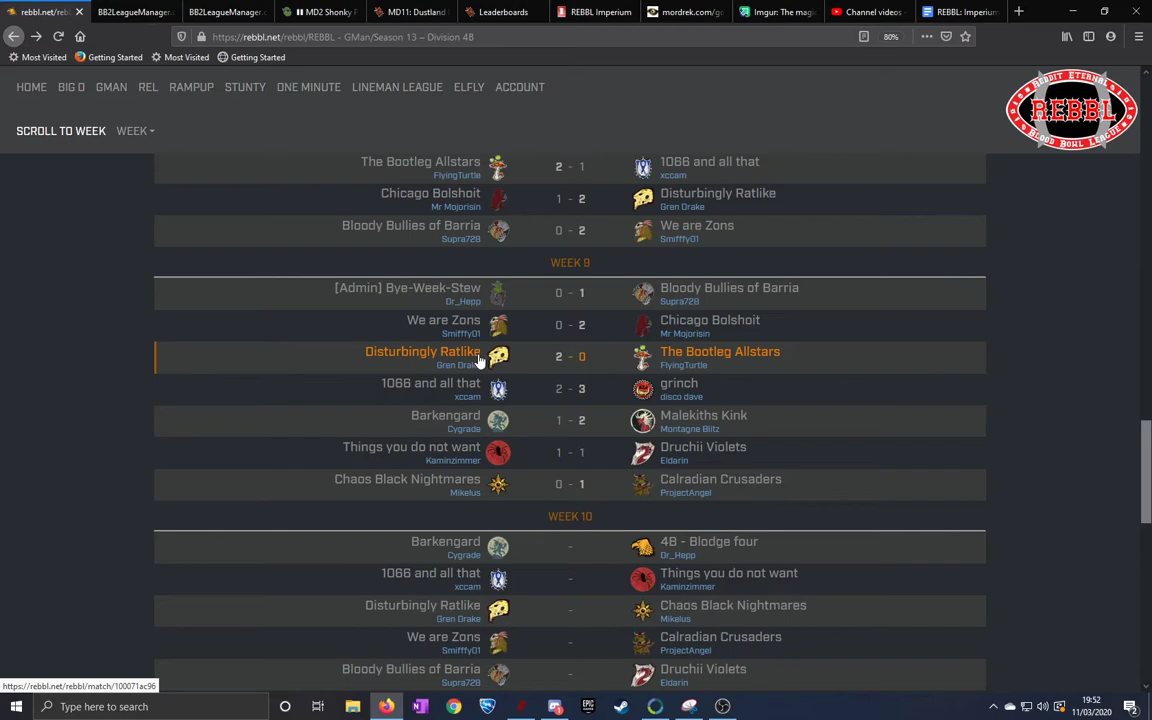 rebbl.net/rebbl/REBBL
BB2LeagueManager.c
BB2LeagueManager.c
MD2 Shonky P
MD11: Dustland
Leaderboards
REBBL Imperium
mordrek.com/go
Imgur: The magi
Channel videos -
REBBL: Imperium
https://rebbl.net/rebbl/REBBL - GMan/Season 13 – Division 4B
80%
Most Visited
Getting Started
Most Visited
Getting Started
HOME BIG O GMAN REL RAMPUP STUNTY ONE MINUTE LINEMAN LEAGUE ELFLY ACCOUNT
REDDIT ETERNAL
REBBL
BLOOD BOWL LEAGUE
SCROLL TO WEEK WEEK
The Bootleg Allstars 2 - 1 1066 and all that
FlyingTurtle xccam
Chicago Bolshoit 1 - 2 Disturbingly Ratlike
Mr Mojorisin Gren Drake
Bloody Bullies of Barria 0 - 2 We are Zons
Supra728 Smifffy01
WEEK 9
[Admin] Bye-Week-Stew 0 - 1 Bloody Bullies of Barria
Dr_Hepp Supra728
We are Zons 0 - 2 Chicago Bolshoit
Smifffy01 Mr Mojorisin
Disturbingly Ratlike 2 - 0 The Bootleg Allstars
Gren Drake FlyingTurtle
1066 and all that 2 - 3 grinch
xccam disco dave
Barkengard 1 - 2 Malekiths Kink
Cygrade Montagne Blitz
Things you do not want 1 - 1 Druchii Violets
Kaminzimmer Eldarin
Chaos Black Nightmares 0 - 1 Calradian Crusaders
Mikelus ProjectAngel
WEEK 10
Barkengard - 4B - Blodge four
Cygrade Dr_Hepp
1066 and all that - Things you do not want
xccam Kaminzimmer
Disturbingly Ratlike - Chaos Black Nightmares
Gren Drake Mikelus
We are Zons - Calradian Crusaders
Smifffy01 ProjectAngel
Bloody Bullies of Barria - Druchii Violets
Supra728 Eldarin
https://rebbl.net/rebbl/match/100071ac96
Type here to search
19:52
11/03/2020
2